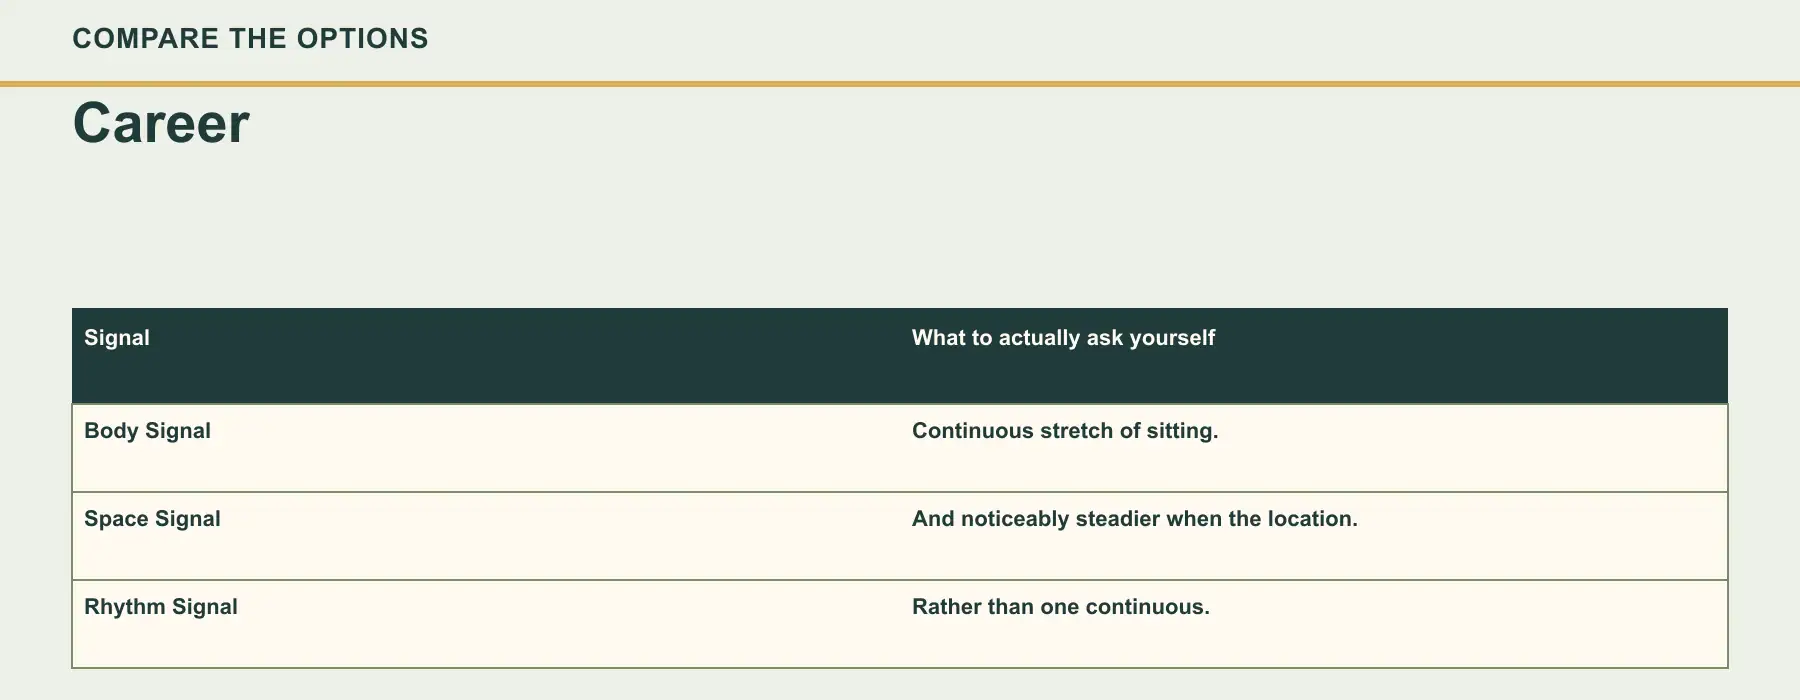 COMPARE THE OPTIONS
Career
Signal What to actually ask yourself
Body Signal Continuous stretch of sitting.
Space Signal And noticeably steadier when the location.
Rhythm Signal Rather than one continuous.